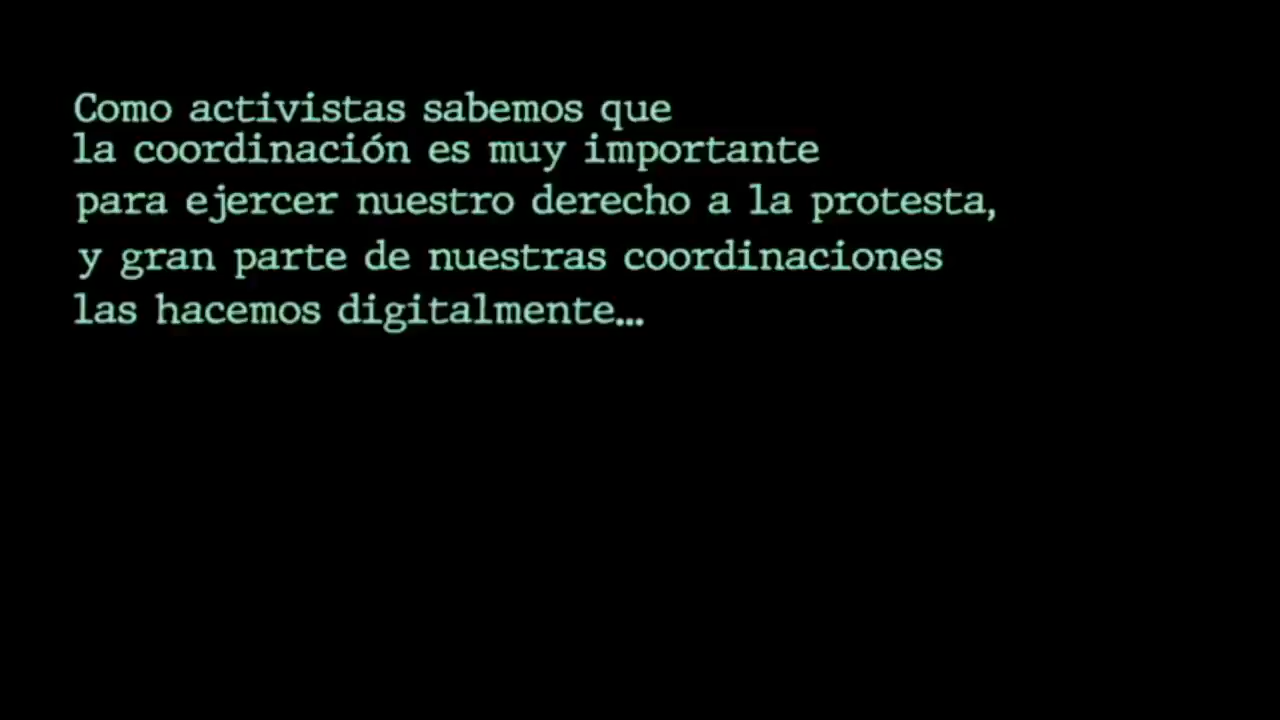 Como activistas sabemos que
la coordinación es muy importante
para ejercer nuestro derecho a la protesta,
y gran parte de nuestras coordinaciones
las hacemos digitalmente...